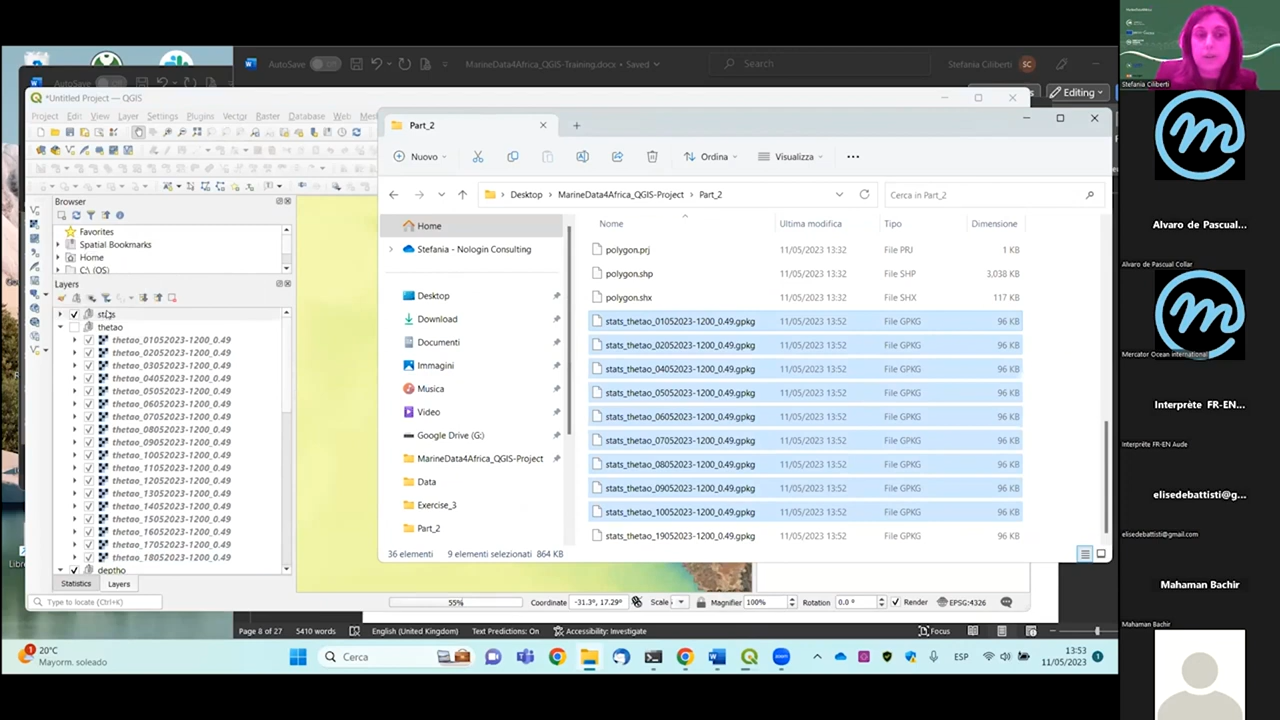 AutoSave
MarineData4Africa_QGIS-Training.docx • Saved
Search
Stefania Ciliberti
SC
Editing
*Untitled Project — QGIS
Project Edit View Layer Settings Plugins Vector Raster Database Web
Browser
Favorites
Spatial Bookmarks
Home
C:\ (OS)
Layers
thetao
thetao_01052023-1200_0.49
thetao_02052023-1200_0.49
thetao_03052023-1200_0.49
thetao_04052023-1200_0.49
thetao_05052023-1200_0.49
thetao_06052023-1200_0.49
thetao_07052023-1200_0.49
thetao_08052023-1200_0.49
thetao_09052023-1200_0.49
thetao_10052023-1200_0.49
thetao_11052023-1200_0.49
thetao_12052023-1200_0.49
thetao_13052023-1200_0.49
thetao_14052023-1200_0.49
thetao_15052023-1200_0.49
thetao_16052023-1200_0.49
thetao_17052023-1200_0.49
thetao_18052023-1200_0.49
deptho
Statistics Layers
Type to locate (Ctrl+K)
55%
Coordinate -31.3°, 17.29°
Scale
Magnifier 100%
Rotation 0.0 °
Render
EPSG:4326
Part_2
Nuovo
Ordina
Visualizza
Desktop > MarineData4Africa_QGIS-Project > Part_2
Cerca in Part_2
Home
Stefania - Nologin Consulting
Desktop
Download
Documenti
Immagini
Musica
Video
Google Drive (G:)
MarineData4Africa_QGIS-Project
Data
Exercise_3
Part_2
Nome Ultima modifica Tipo Dimensione
polygon.prj 11/05/2023 13:32 File PRJ 1 KB
polygon.shp 11/05/2023 13:32 File SHP 3,038 KB
polygon.shx 11/05/2023 13:32 File SHX 117 KB
stats_thetao_01052023-1200_0.49.gpkg 11/05/2023 13:52 File GPKG 96 KB
stats_thetao_02052023-1200_0.49.gpkg 11/05/2023 13:52 File GPKG 96 KB
stats_thetao_04052023-1200_0.49.gpkg 11/05/2023 13:52 File GPKG 96 KB
stats_thetao_05052023-1200_0.49.gpkg 11/05/2023 13:52 File GPKG 96 KB
stats_thetao_06052023-1200_0.49.gpkg 11/05/2023 13:52 File GPKG 96 KB
stats_thetao_07052023-1200_0.49.gpkg 11/05/2023 13:52 File GPKG 96 KB
stats_thetao_08052023-1200_0.49.gpkg 11/05/2023 13:52 File GPKG 96 KB
stats_thetao_09052023-1200_0.49.gpkg 11/05/2023 13:52 File GPKG 96 KB
stats_thetao_10052023-1200_0.49.gpkg 11/05/2023 13:52 File GPKG 96 KB
stats_thetao_19052023-1200_0.49.gpkg 11/05/2023 13:52 File GPKG 96 KB
36 elementi 9 elementi selezionati 864 KB
Page 8 of 27 5410 words English (United Kingdom) Text Predictions: On Accessibility: Investigate Focus
20°C
Mayorm. soleado
Cerca
zoom
ESP
13:53
11/05/2023
Stefania Ciliberti
Alvaro de Pascual...
Alvaro de Pascual Collar
Mercator Ocean international
Interprète FR-EN...
Interprète FR-EN Aude
elisedebattisti@g...
elisedebattisti@gmail.com
Mahaman Bachir
Mahaman Bachir